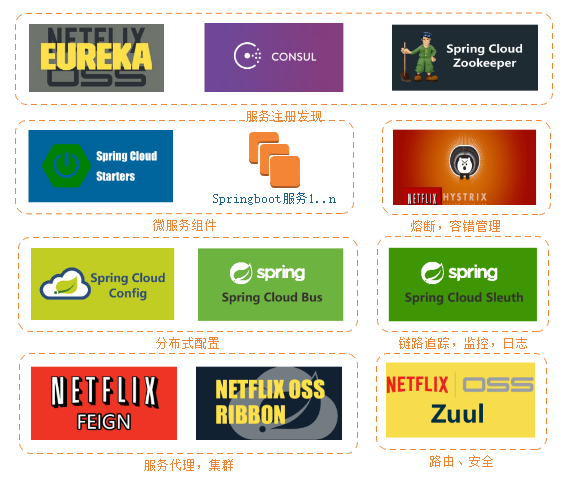 NETFLIX
EUREKA
OSS
CONSUL
Spring Cloud
Zookeeper
服务注册发现
Spring Cloud
Starters
Springboot服务1..n
微服务组件
NETFLIX
HYSTRIX
熔断，容错管理
Spring Cloud
Config
spring
Spring Cloud Bus
分布式配置
spring
Spring Cloud Sleuth
链路追踪，监控，日志
NETFLIX
FEIGN
NETFLIX OSS
RIBBON
服务代理，集群
NETFLIX OSS
Zuul
路由、安全